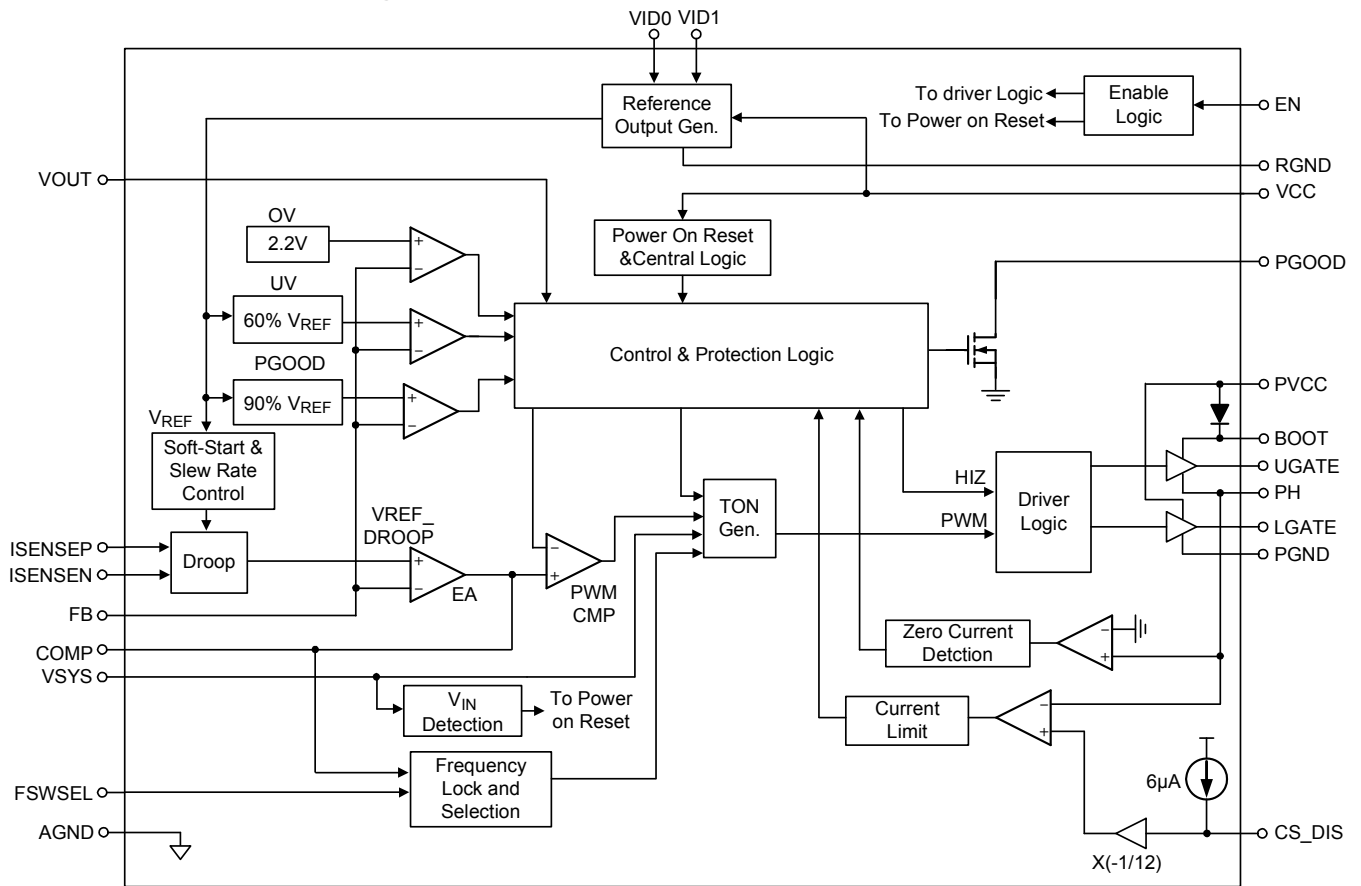 VID0 VID1
Reference
Output Gen.
To driver Logic
To Power on Reset
Enable
Logic
EN
RGND
VCC
VOUT
OV
2.2V
Power On Reset
&Central Logic
PGOOD
UV
60% VREF
Control & Protection Logic
PGOOD
90% VREF
VREF
Soft-Start &
Slew Rate
Control
PVCC
BOOT
UGATE
PH
LGATE
PGND
HIZ
PWM
Driver
Logic
TON
Gen.
VREF_
DROOP
ISENSEP
ISENSEN
Droop
EA
PWM
CMP
FB
COMP
VSYS
Zero Current
Detction
VIN
Detection
To Power
on Reset
Current
Limit
Frequency
Lock and
Selection
6µA
FSWSEL
AGND
X(-1/12)
CS_DIS
+
−
+
−
+
−
+
−
−
+
−
+
−
+